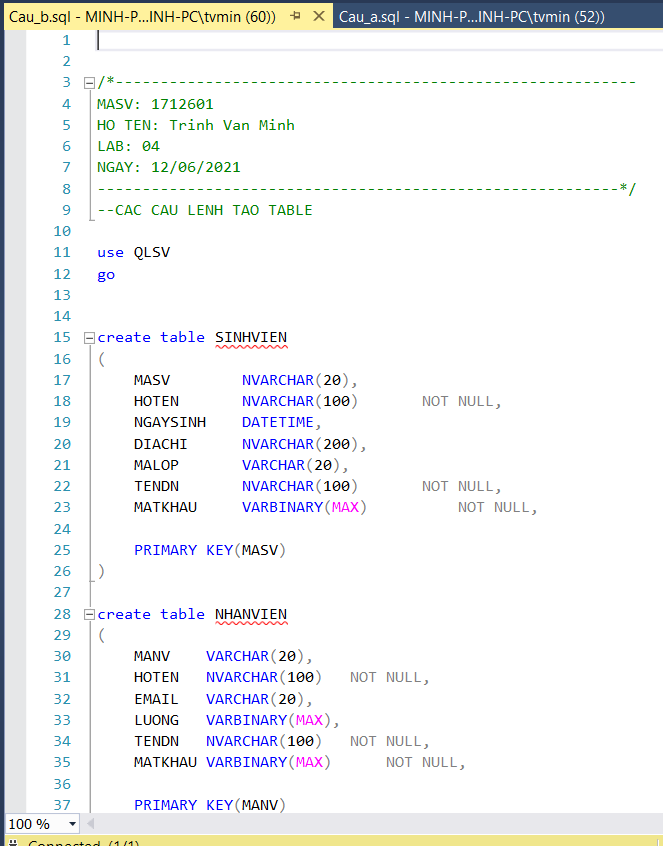 Cau_b.sql - MINH-P...INH-PC\tvmin (60))
Cau_a.sql - MINH-P...INH-PC\tvmin (52))
1
2
3 /*----------------------------------------------------------
4 MASV: 1712601
5 HO TEN: Trinh Van Minh
6 LAB: 04
7 NGAY: 12/06/2021
8 ----------------------------------------------------------*/
9 --CAC CAU LENH TAO TABLE
10
11 use QLSV
12 go
13
14
15 create table SINHVIEN
16 (
17 MASV NVARCHAR(20),
18 HOTEN NVARCHAR(100) NOT NULL,
19 NGAYSINH DATETIME,
20 DIACHI NVARCHAR(200),
21 MALOP VARCHAR(20),
22 TENDN NVARCHAR(100) NOT NULL,
23 MATKHAU VARBINARY(MAX) NOT NULL,
24
25 PRIMARY KEY(MASV)
26 )
27
28 create table NHANVIEN
29 (
30 MANV VARCHAR(20),
31 HOTEN NVARCHAR(100) NOT NULL,
32 EMAIL VARCHAR(20),
33 LUONG VARBINARY(MAX),
34 TENDN NVARCHAR(100) NOT NULL,
35 MATKHAU VARBINARY(MAX) NOT NULL,
36
37 PRIMARY KEY(MANV)
100 %
Connected. (1/1)